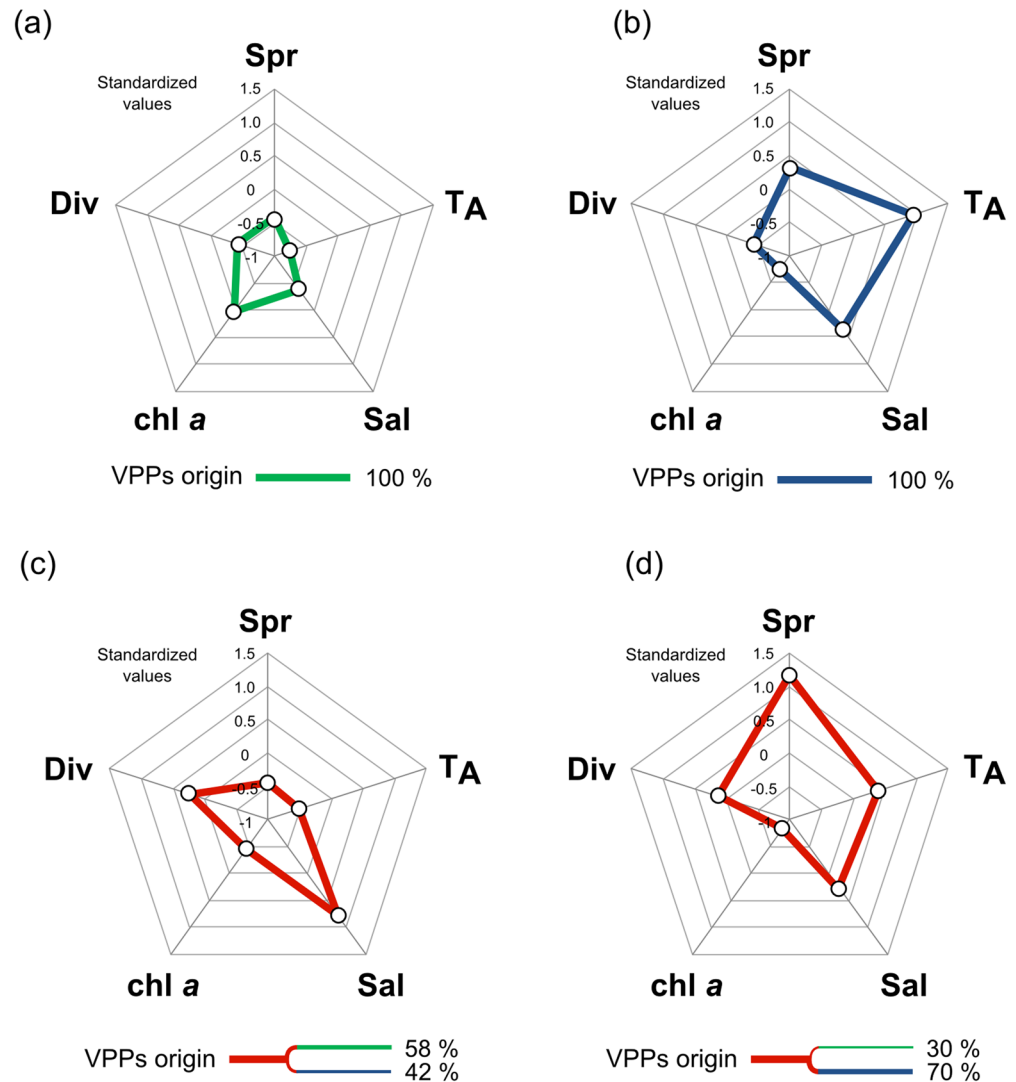 (a)
Spr
Standardized
values
1.5
1.0
0.5
0
-0.5
-1
Div
TA
chl a
Sal
VPPs origin 100 %
(b)
Spr
Standardized
values
1.5
1.0
0.5
0
-0.5
-1
Div
TA
chl a
Sal
VPPs origin 100 %
(c)
Spr
Standardized
values
1.5
1.0
0.5
0
-0.5
-1
Div
TA
chl a
Sal
VPPs origin
58 %
42 %
(d)
Spr
Standardized
values
1.5
1.0
0.5
0
-0.5
-1
Div
TA
chl a
Sal
VPPs origin
30 %
70 %